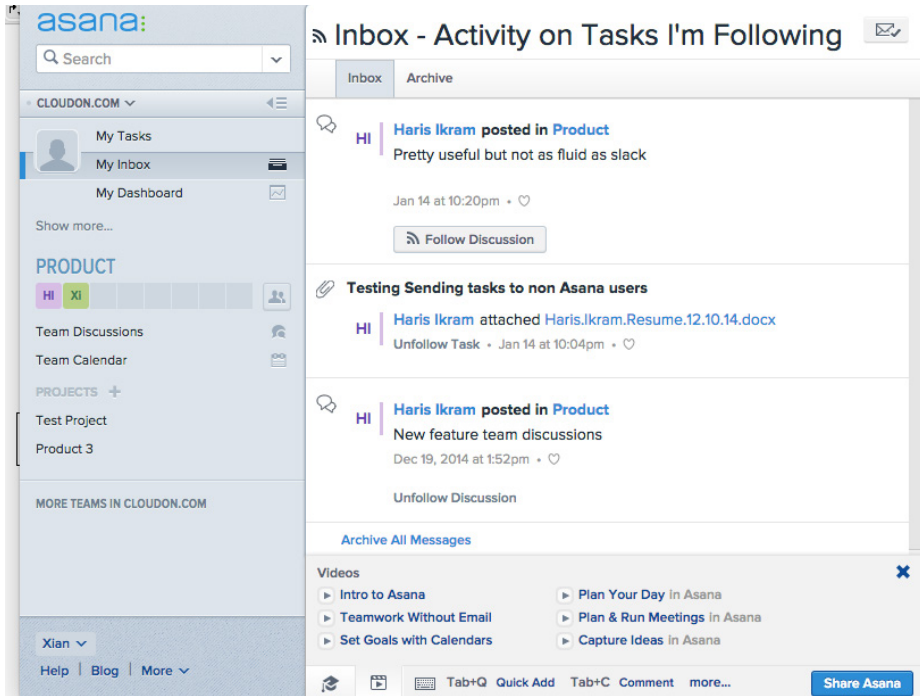 asana:
Search
CLOUDON.COM
My Tasks
My Inbox
My Dashboard
Show more...
PRODUCT
HI Xi
Team Discussions
Team Calendar
PROJECTS +
Test Project
Product 3
MORE TEAMS IN CLOUDON.COM
Xian
Help | Blog | More
Inbox - Activity on Tasks I'm Following
Inbox Archive
HI
Haris Ikram posted in Product
Pretty useful but not as fluid as slack
Jan 14 at 10:20pm •
Follow Discussion
Testing Sending tasks to non Asana users
HI
Haris Ikram attached Haris.Ikram.Resume.12.10.14.docx
Unfollow Task • Jan 14 at 10:04pm •
HI
Haris Ikram posted in Product
New feature team discussions
Dec 19, 2014 at 1:52pm •
Unfollow Discussion
Archive All Messages
Videos
Intro to Asana
Teamwork Without Email
Set Goals with Calendars
Plan Your Day in Asana
Plan & Run Meetings in Asana
Capture Ideas in Asana
Tab+Q Quick Add Tab+C Comment more...
Share Asana